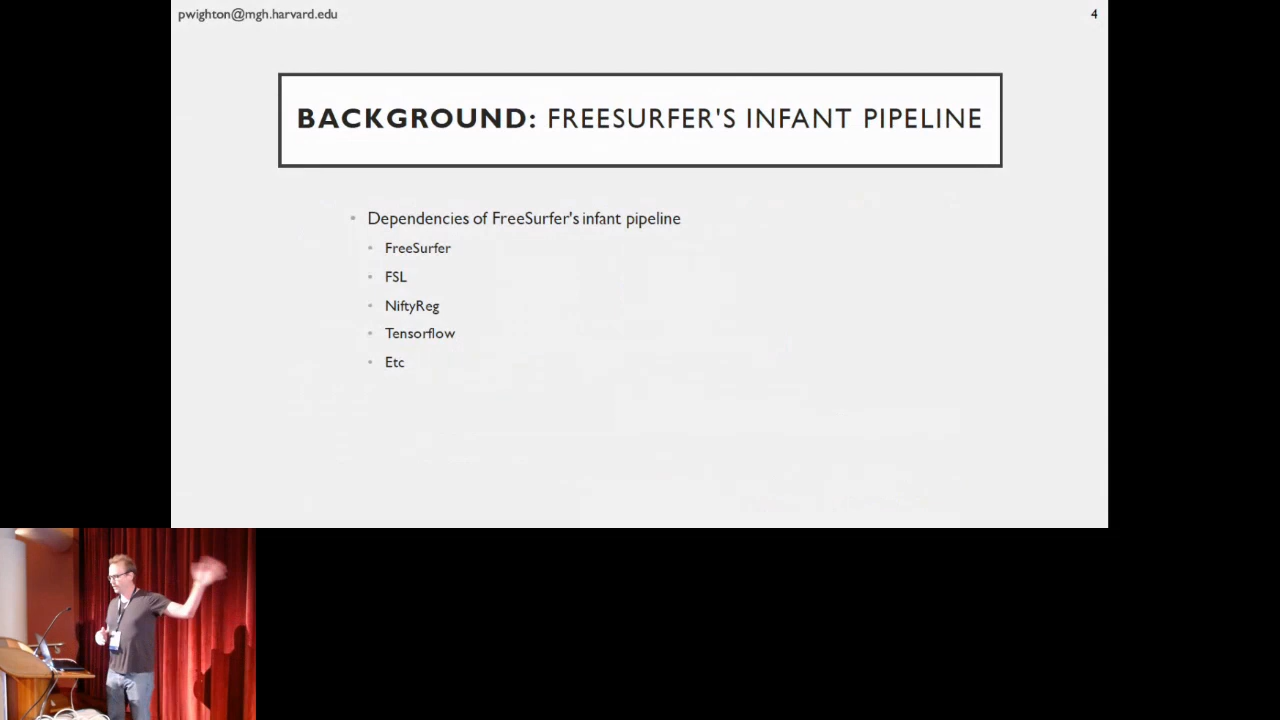 pwighton@mgh.harvard.edu
4
BACKGROUND: FREESURFER'S INFANT PIPELINE
• Dependencies of FreeSurfer's infant pipeline
• FreeSurfer
• FSL
• NiftyReg
• Tensorflow
• Etc